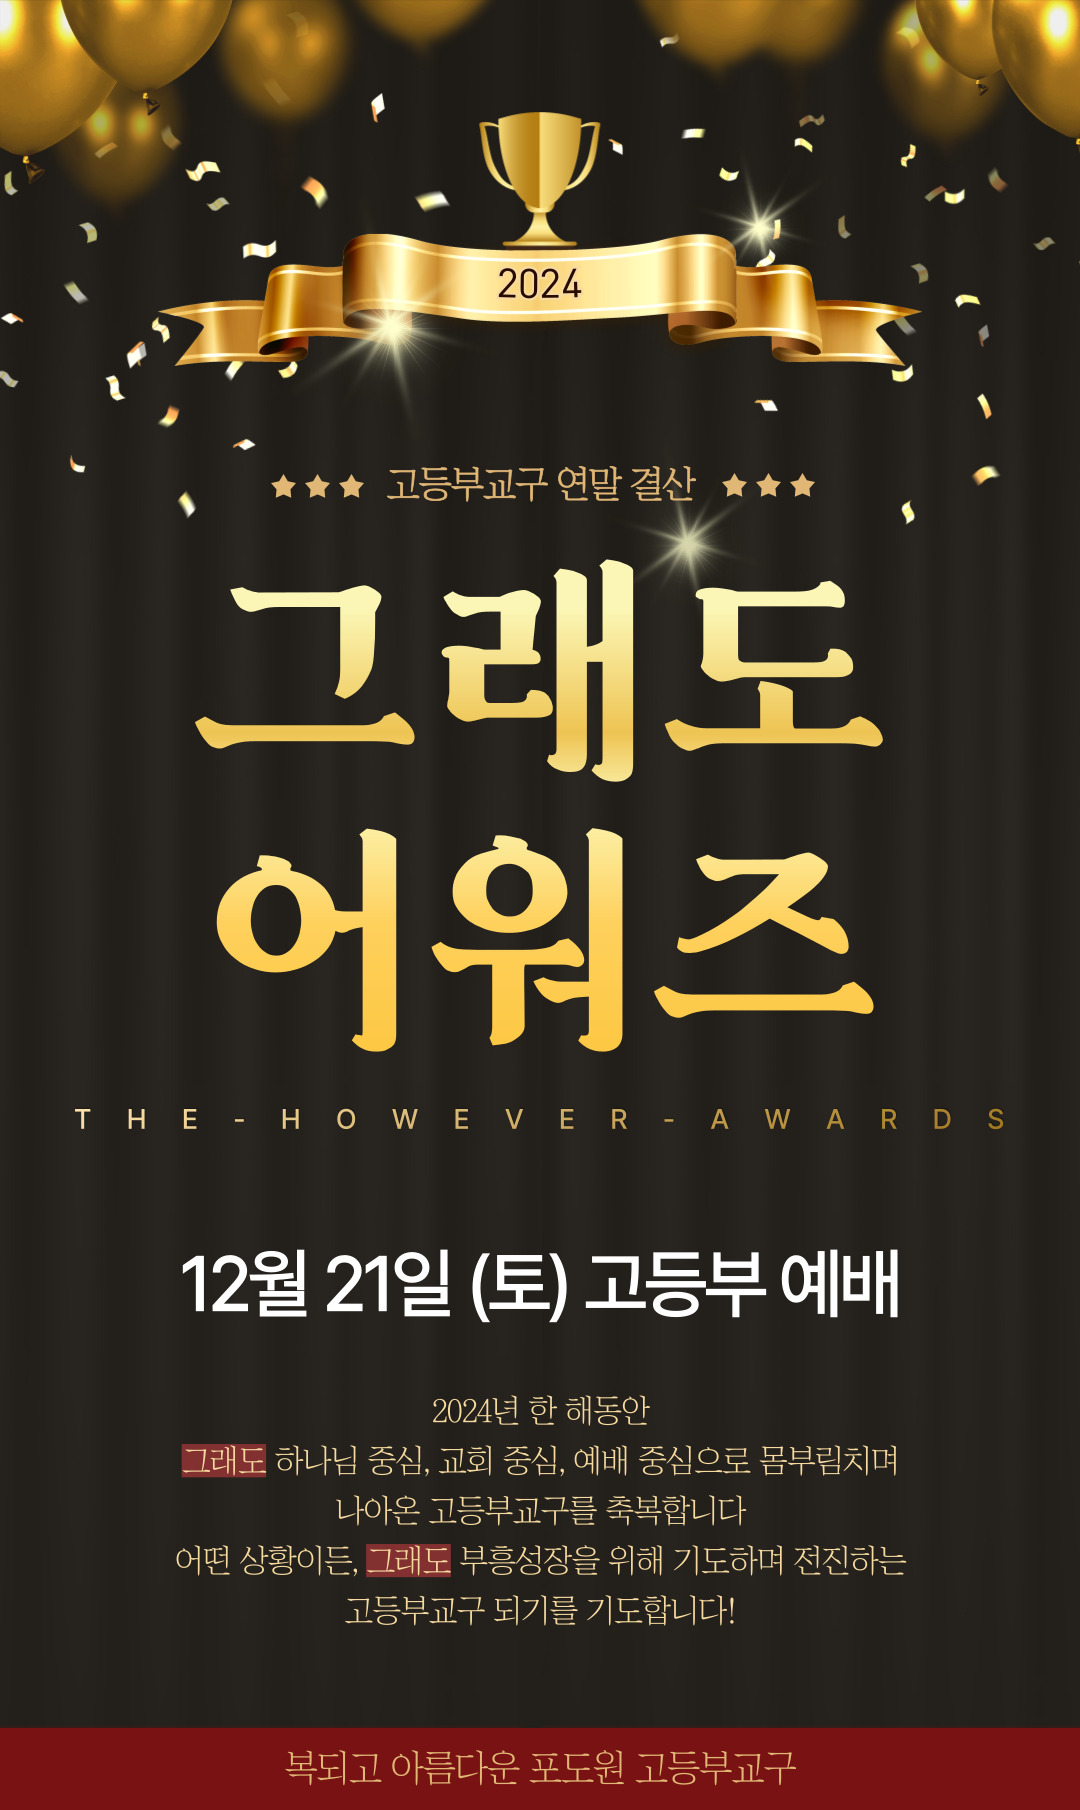 2024
고등부교구 연말 결산
그래도
어워즈
THE-HOWEVER-AWARDS
12월 21일 (토) 고등부 예배
2024년 한 해동안
그래도 하나님 중심, 교회 중심, 예배 중심으로 몸부림치며
나아온 고등부교구를 축복합니다
어떤 상황이든, 그래도 부흥성장을 위해 기도하며 전진하는
고등부교구 되기를 기도합니다!
복되고 아름다운 포도원 고등부교구